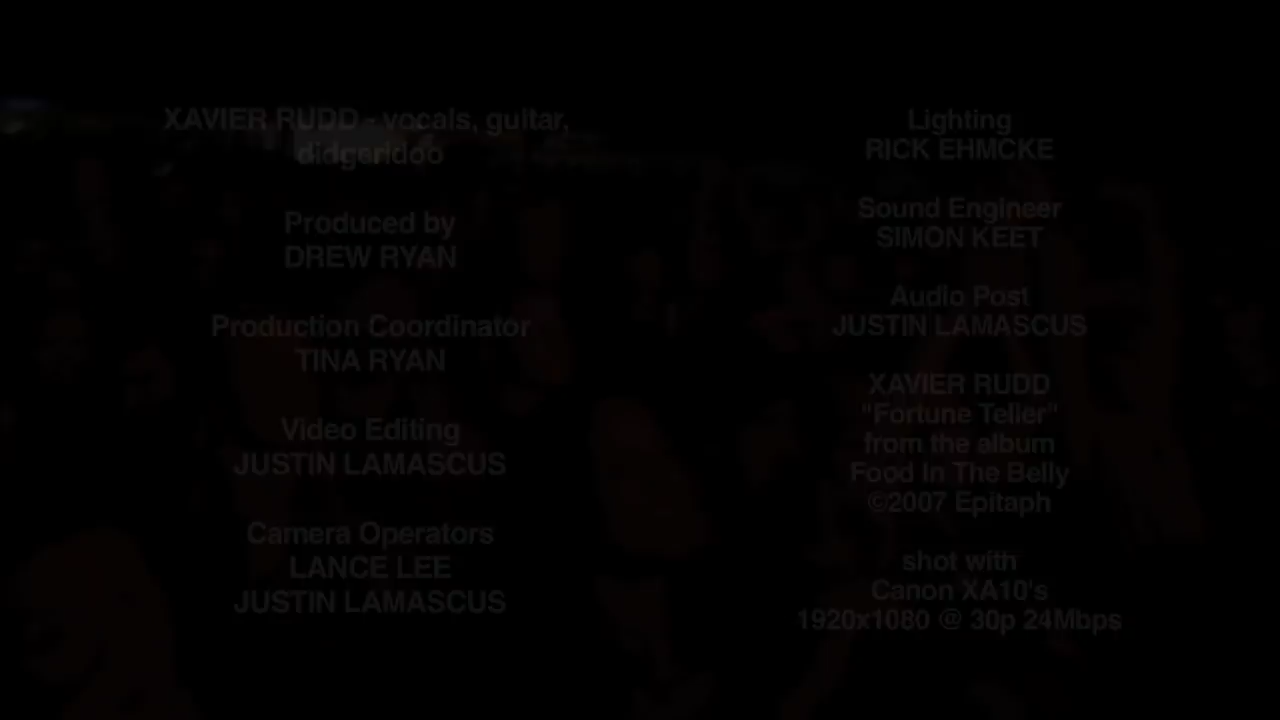 XAVIER RUDD - vocals, guitar,
didgeridoo
Produced by
DREW RYAN
Production Coordinator
TINA RYAN
Video Editing
JUSTIN LAMASCUS
Camera Operators
LANCE LEE
JUSTIN LAMASCUS
Lighting
RICK EHMCKE
Sound Engineer
SIMON KEET
Audio Post
JUSTIN LAMASCUS
XAVIER RUDD
"Fortune Teller"
from the album
Food In The Belly
©2007 Epitaph
shot with
Canon XA10's
1920x1080 @ 30p 24Mbps